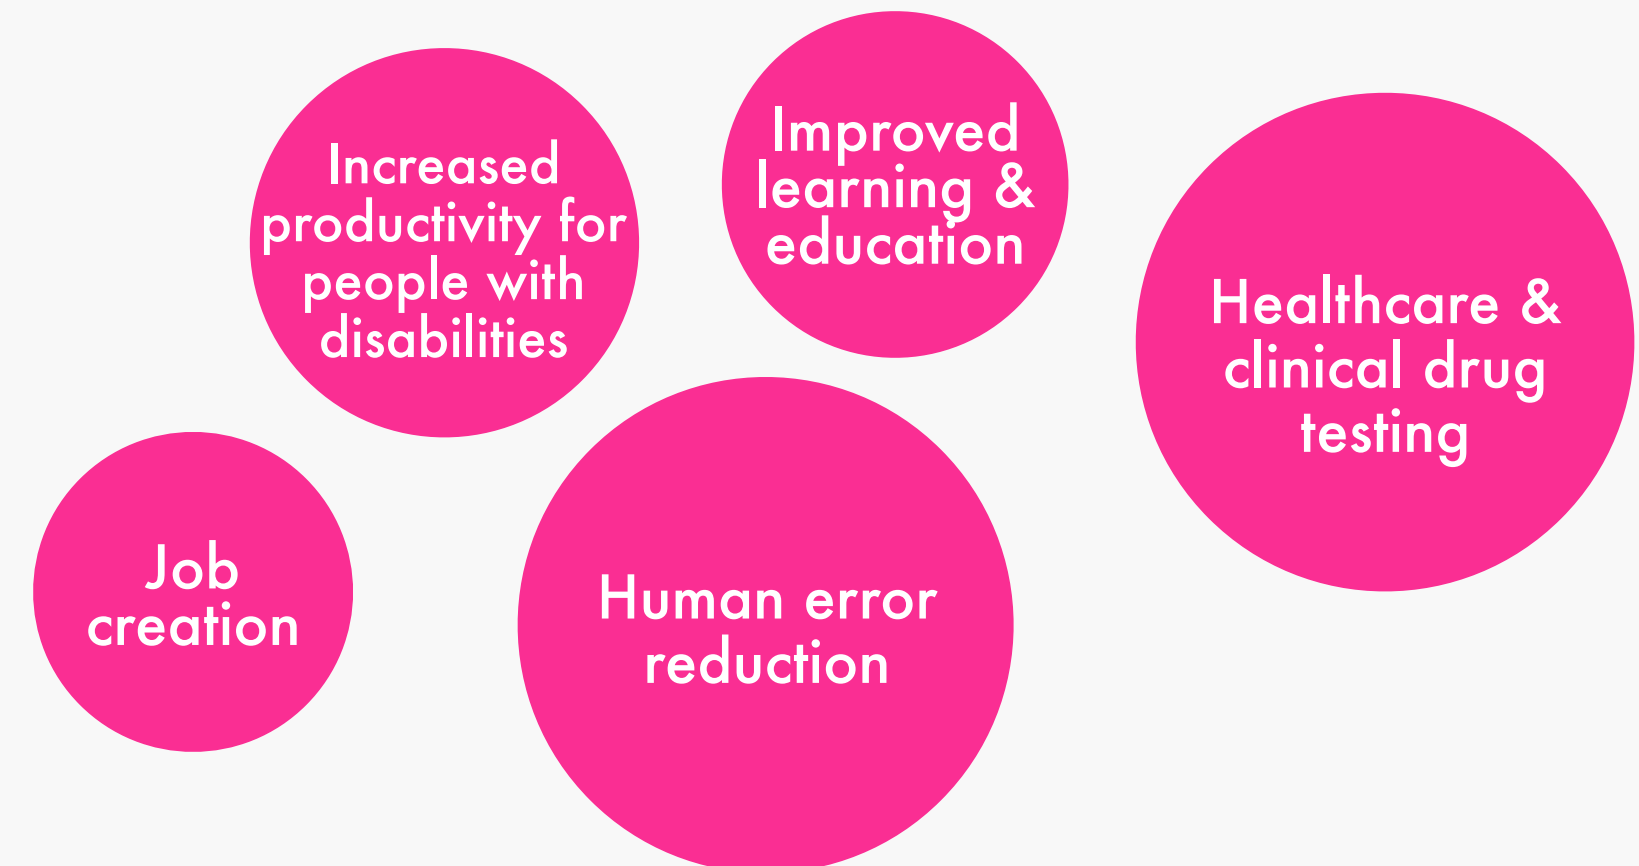 Increased
productivity for
people with
disabilities
Improved
learning &
education
Healthcare &
clinical drug
testing
Job
creation
Human error
reduction